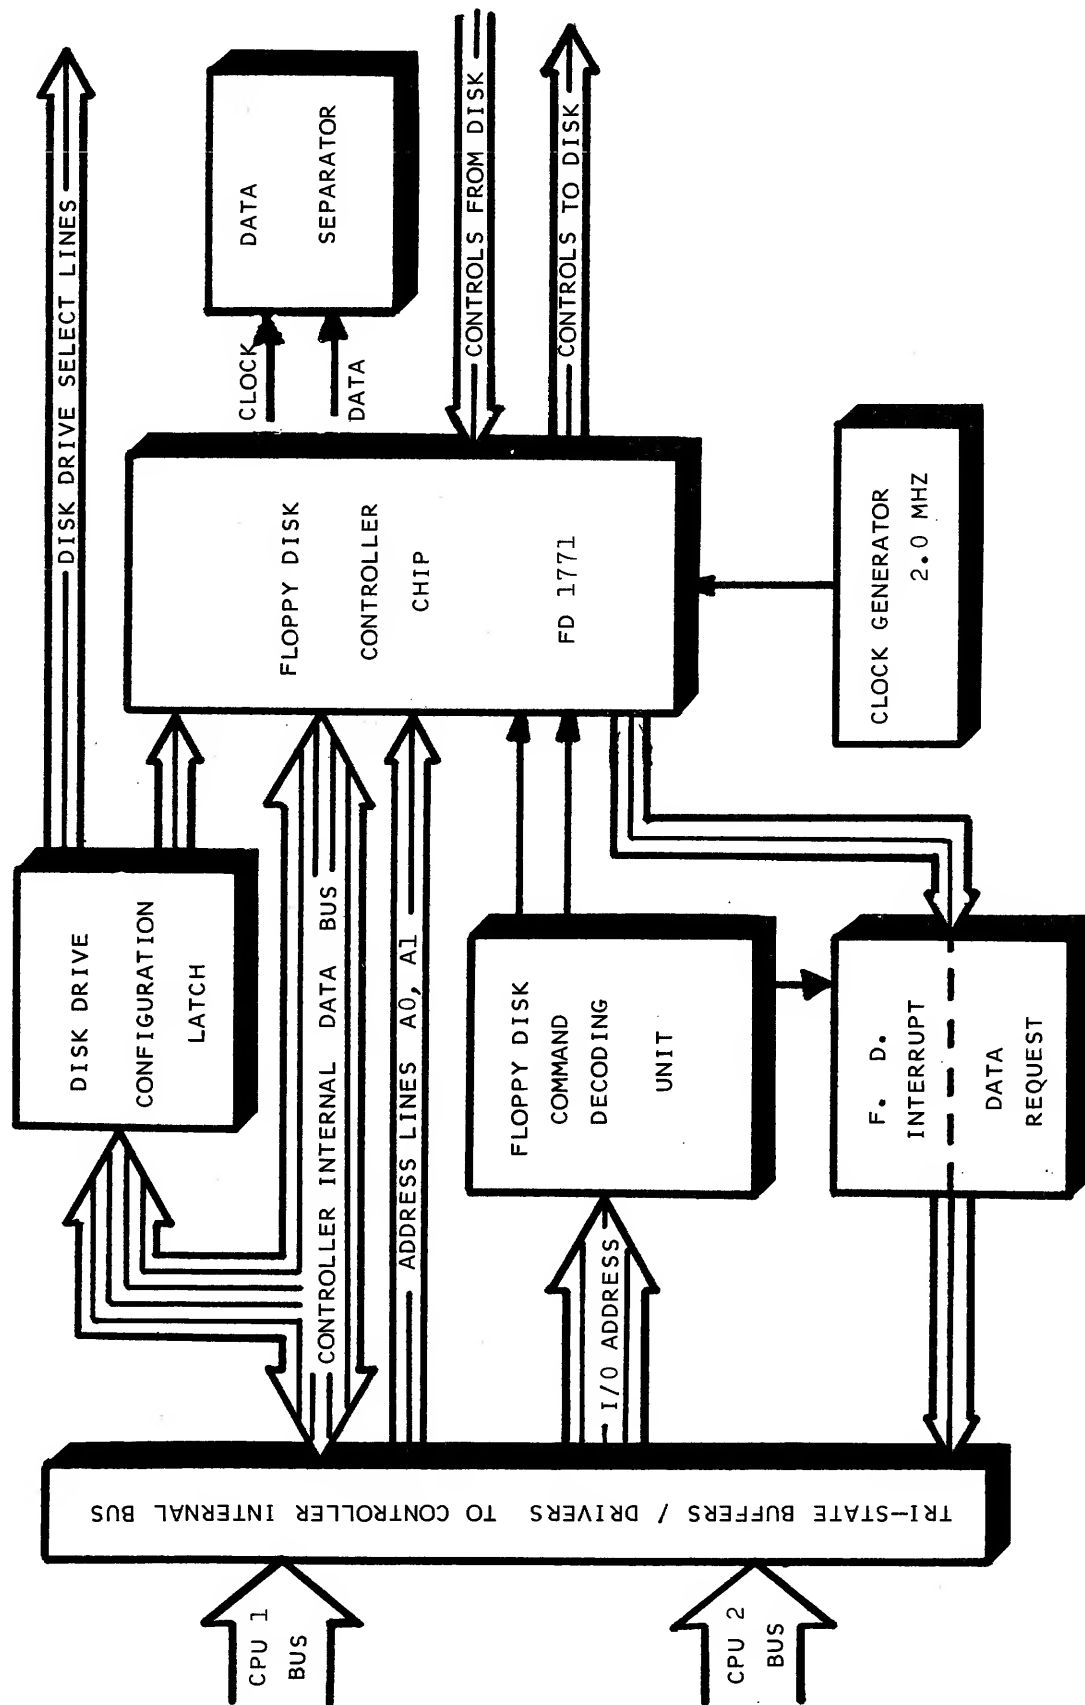 CPU 1
BUS
CPU 2
BUS
TRI-STATE BUFFERS / DRIVERS TO CONTROLLER INTERNAL BUS
DISK DRIVE
CONFIGURATION
LATCH
CONTROLLER INTERNAL DATA BUS
ADDRESS LINES A0, A1
I/O ADDRESS
FLOPPY DISK
COMMAND
DECODING
UNIT
F. D.
INTERRUPT
DATA
REQUEST
DISK DRIVE SELECT LINES
FLOPPY DISK
CONTROLLER
CHIP
FD 1771
CLOCK GENERATOR
2.0 MHZ
CLOCK
DATA
DATA
SEPARATOR
CONTROLS FROM DISK
CONTROLS TO DISK